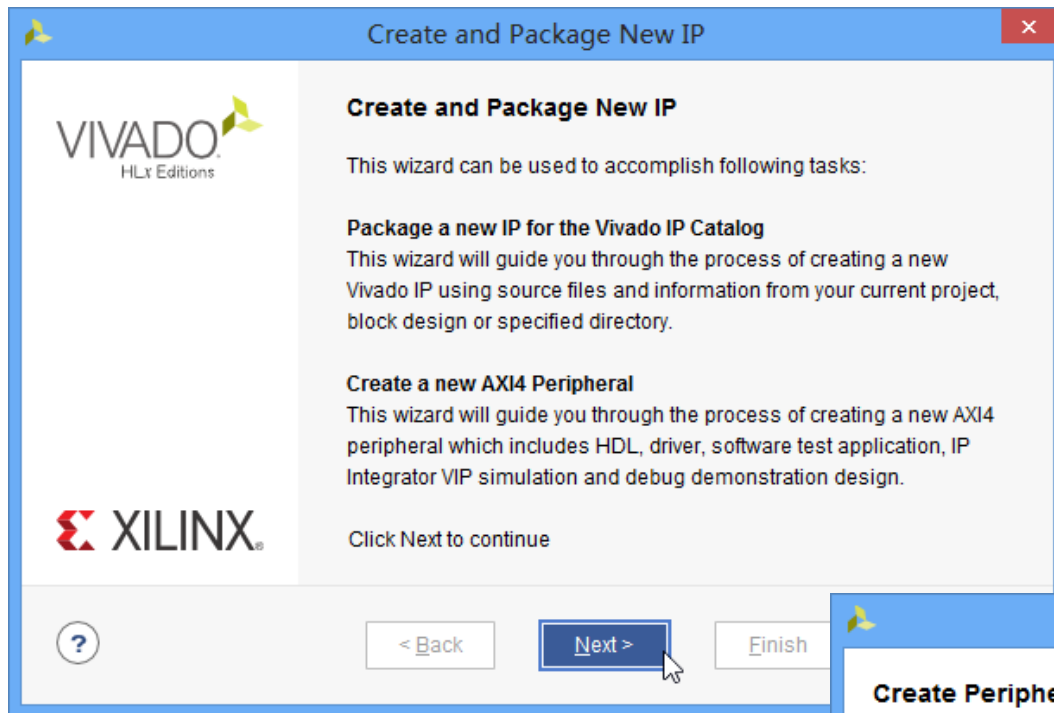 Create and Package New IP
VIVADO.
HLx Editions
Create and Package New IP
This wizard can be used to accomplish following tasks:
Package a new IP for the Vivado IP Catalog
This wizard will guide you through the process of creating a new
Vivado IP using source files and information from your current project,
block design or specified directory.
Create a new AXI4 Peripheral
This wizard will guide you through the process of creating a new AXI4
peripheral which includes HDL, driver, software test application, IP
Integrator VIP simulation and debug demonstration design.
XILINX®
Click Next to continue
?
< Back
Next >
Finish
Create Periphe